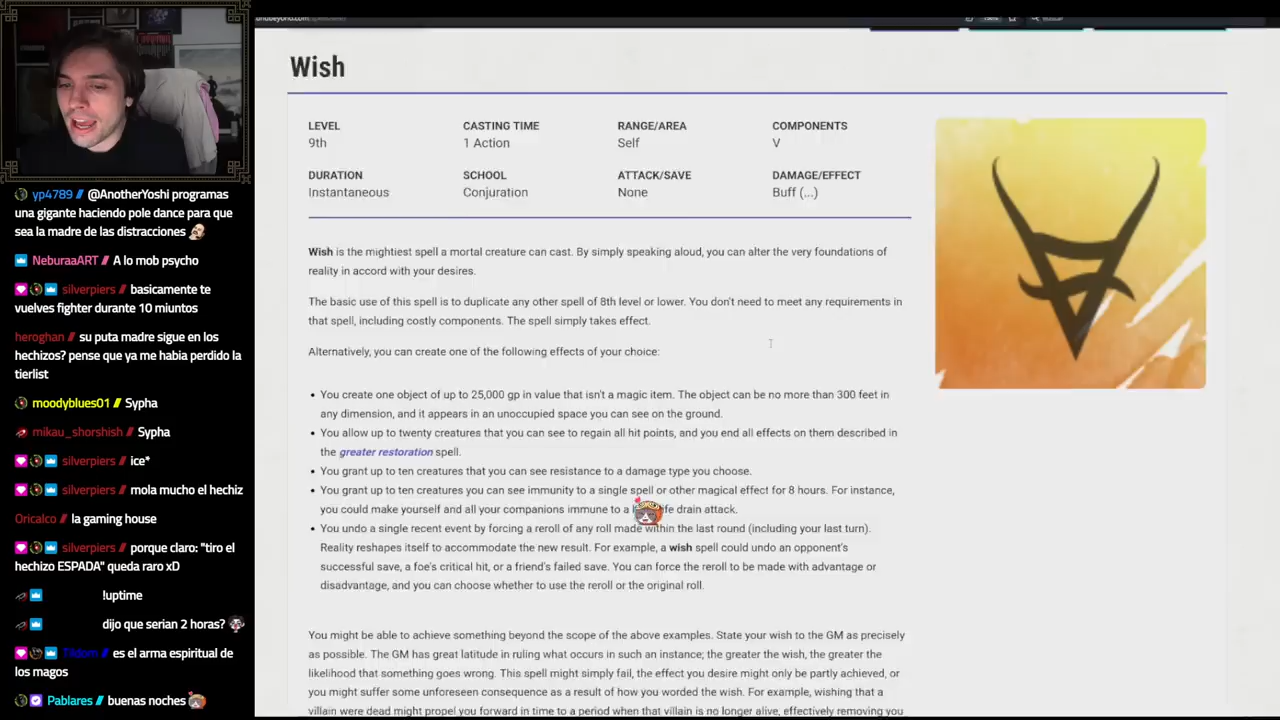 yp4789 // @AnotherYoshi programas
una gigante haciendo pole dance para que
sea la madre de las distracciones
NeburaaART // A lo mob psycho
silverpiers // basicamente te
vuelves fighter durante 10 miuntos
heroghan // su puta madre sigue en los
hechizos? pense que ya me habia perdido la
tierlist
moodyblues01 // Sypha
mikau_shorshish // Sypha
silverpiers // ice*
silverpiers // mola mucho el hechiz
Oricalco // la gaming house
silverpiers // porque claro: "tiro el
hechizo ESPADA" queda raro xD
!uptime
dijo que serian 2 horas?
Tildom // es el arma espiritual de
los magos
Pablares // buenas noches
Wish
LEVEL
9th
CASTING TIME
1 Action
RANGE/AREA
Self
COMPONENTS
V
DURATION
Instantaneous
SCHOOL
Conjuration
ATTACK/SAVE
None
DAMAGE/EFFECT
Buff (...)
Wish is the mightiest spell a mortal creature can cast. By simply speaking aloud, you can alter the very foundations of
reality in accord with your desires.
The basic use of this spell is to duplicate any other spell of 8th level or lower. You don't need to meet any requirements in
that spell, including costly components. The spell simply takes effect.
Alternatively, you can create one of the following effects of your choice:
• You create one object of up to 25,000 gp in value that isn't a magic item. The object can be no more than 300 feet in
any dimension, and it appears in an unoccupied space you can see on the ground.
• You allow up to twenty creatures that you can see to regain all hit points, and you end all effects on them described in
the greater restoration spell.
• You grant up to ten creatures that you can see resistance to a damage type you choose.
• You grant up to ten creatures you can see immunity to a single spell or other magical effect for 8 hours. For instance,
you could make yourself and all your companions immune to a drain attack.
• You undo a single recent event by forcing a reroll of any roll made within the last round (including your last turn).
Reality reshapes itself to accommodate the new result. For example, a wish spell could undo an opponent's
successful save, a foe's critical hit, or a friend's failed save. You can force the reroll to be made with advantage or
disadvantage, and you can choose whether to use the reroll or the original roll.
You might be able to achieve something beyond the scope of the above examples. State your wish to the GM as precisely
as possible. The GM has great latitude in ruling what occurs in such an instance; the greater the wish, the greater the
likelihood that something goes wrong. This spell might simply fail, the effect you desire might only be partly achieved, or
you might suffer some unforeseen consequence as a result of how you worded the wish. For example, wishing that a
villain were dead might propel you forward in time to a period when that villain is no longer alive, effectively removing you